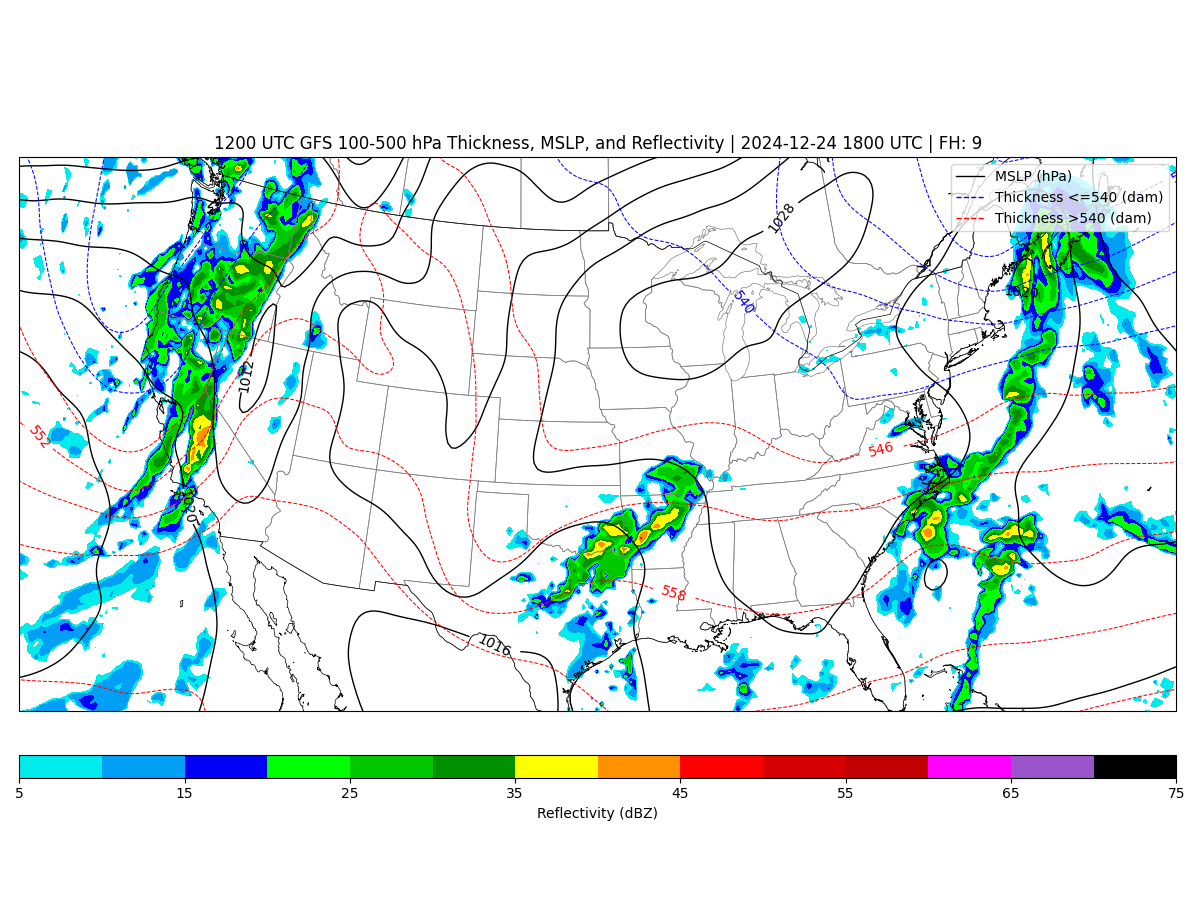 1200 UTC GFS 100-500 hPa Thickness, MSLP, and Reflectivity | 2024-12-24 1800 UTC | FH: 9
MSLP (hPa)
Thickness <=540 (dam)
Thickness >540 (dam)
1028
1020
540
1012
552
546
1020
558
1016
5 15 25 35 45 55 65 75
Reflectivity (dBZ)